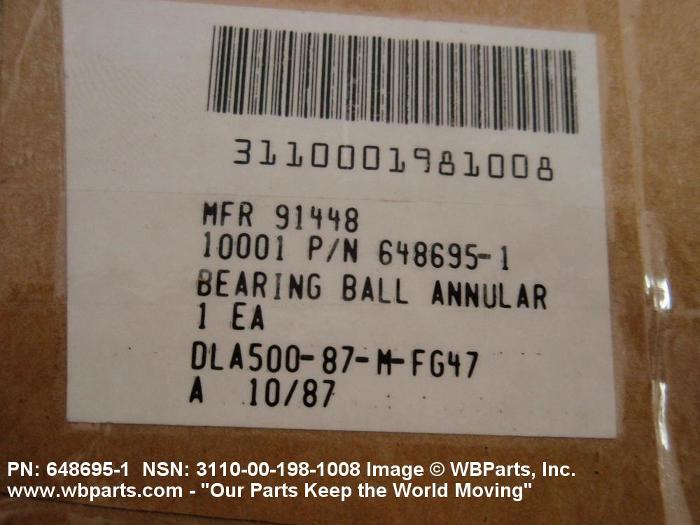 3110001981008
MFR 91448
10001 P/N 648695-1
BEARING BALL ANNULAR
1 EA
DLA500-87-M-FG47
A 10/87
PN: 648695-1 NSN: 3110-00-198-1008 Image © WBParts, Inc.
www.wbparts.com - "Our Parts Keep the World Moving"